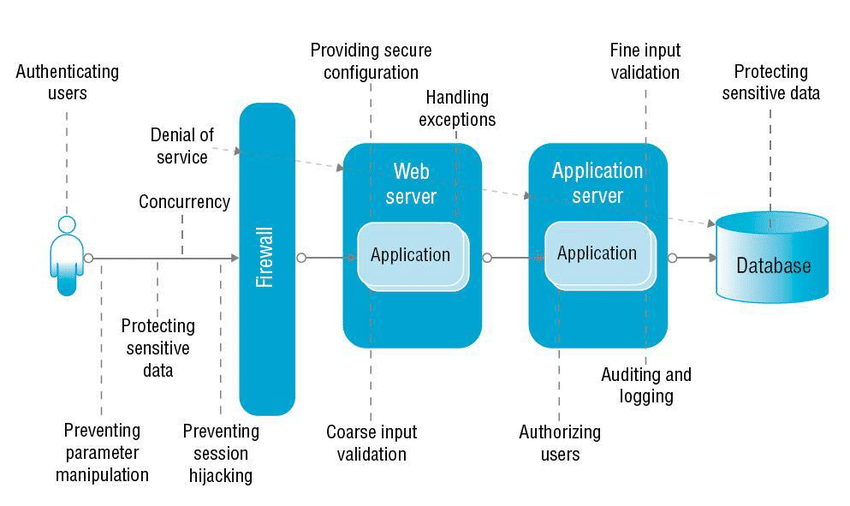 Authenticating
users
Denial of
service
Concurrency
Protecting
sensitive
data
Preventing
parameter
manipulation
Preventing
session
hijacking
Firewall
Providing secure
configuration
Handling
exceptions
Web
server
Application
Coarse input
validation
Application
server
Application
Authorizing
users
Fine input
validation
Auditing and
logging
Protecting
sensitive data
Database